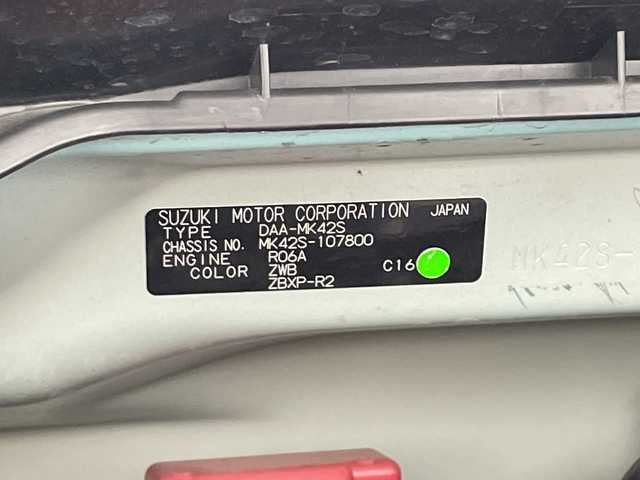 SUZUKI MOTOR CORPORATION JAPAN
TYPE DAA-MK42S
CHASSIS NO. MK42S-107800
ENGINE R06A
COLOR ZWB C16
ZBXP-R2
MK42S-